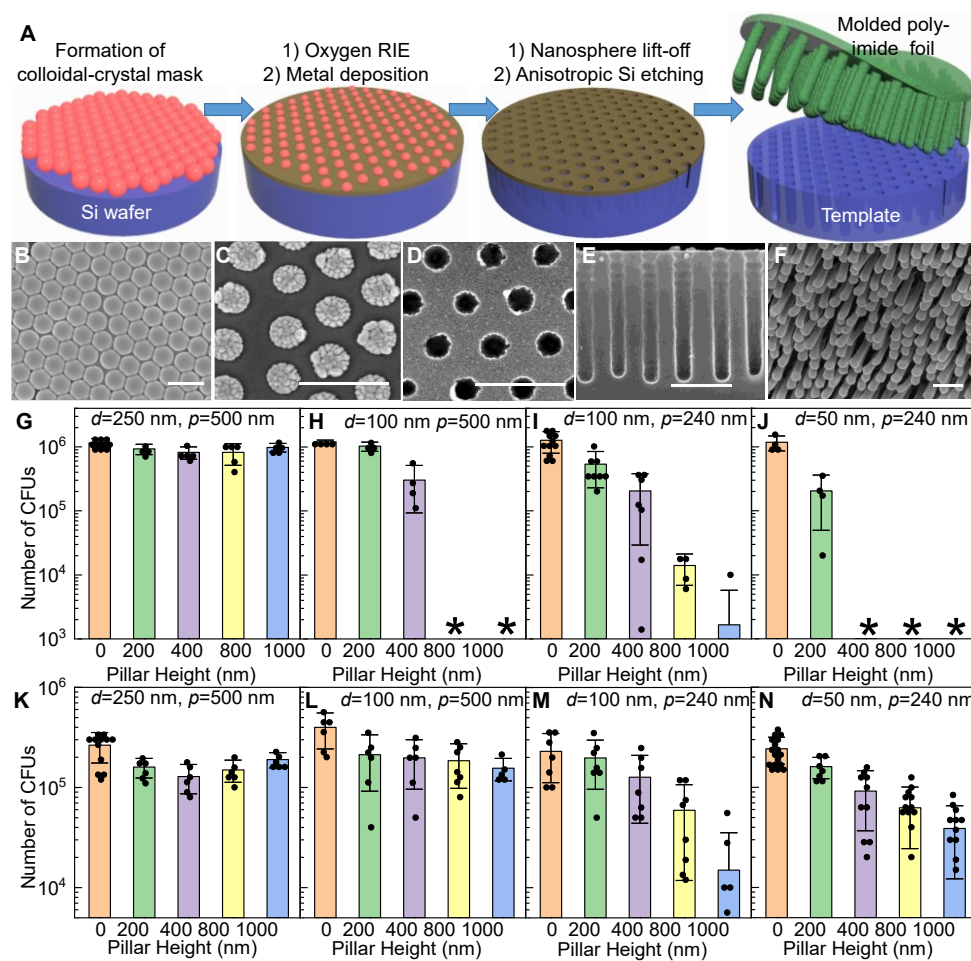 A
Formation of
colloidal-crystal mask
1) Oxygen RIE
2) Metal deposition
1) Nanosphere lift-off
2) Anisotropic Si etching
Molded poly-
imide foil
Si wafer
Template
B
C
D
E
F
G
d=250 nm, p=500 nm
H
d=100 nm p=500 nm
I
d=100 nm, p=240 nm
J
d=50 nm, p=240 nm
Number of CFUs
10⁶
10⁵
10⁴
10³
* *
* * *
0 200 400 800 1000
0 200 400 800 1000
0 200 400 800 1000
0 200 400 800 1000
Pillar Height (nm)
Pillar Height (nm)
Pillar Height (nm)
Pillar Height (nm)
K
d=250 nm, p=500 nm
L
d=100 nm, p=500 nm
M
d=100 nm, p=240 nm
N
d=50 nm, p=240 nm
Number of CFUs
10⁶
10⁵
10⁴
0 200 400 800 1000
0 200 400 800 1000
0 200 400 800 1000
0 200 400 800 1000
Pillar Height (nm)
Pillar Height (nm)
Pillar Height (nm)
Pillar Height (nm)